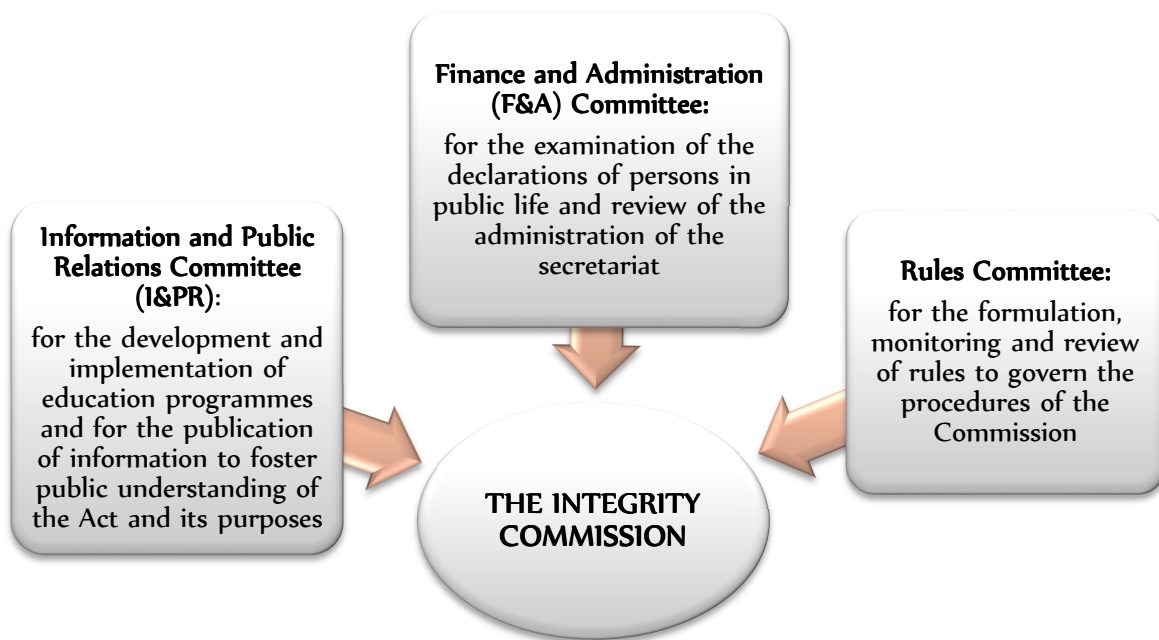 Information and Public
Relations Committee
(I&PR):
for the development and
implementation of
education programmes
and for the publication
of information to foster
public understanding of
the Act and its purposes
Finance and Administration
(F&A) Committee:
for the examination of the
declarations of persons in
public life and review of the
administration of the
secretariat
Rules Committee:
for the formulation,
monitoring and review
of rules to govern the
procedures of the
Commission
THE INTEGRITY
COMMISSION